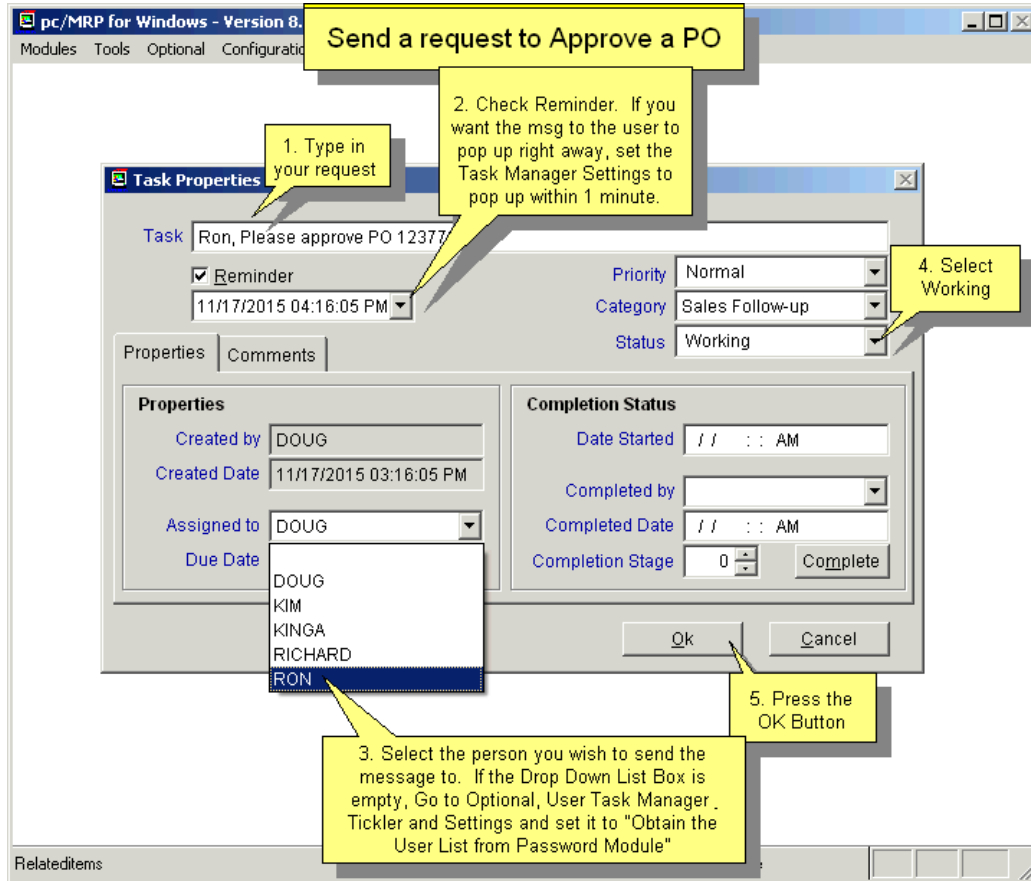 pc/MRP for Windows - Version 8.
Send a request to Approve a PO
Modules Tools Optional Configuratio
2. Check Reminder. If you
want the msg to the user to
pop up right away, set the
Task Manager Settings to
pop up within 1 minute.
1. Type in
your request
Task Properties
Task Ron, Please approve PO 12377
Reminder
11/17/2015 04:16:05 PM
Priority Normal
Category Sales Follow-up
Status Working
4. Select
Working
Properties Comments
Properties
Created by DOUG
Created Date 11/17/2015 03:16:05 PM
Assigned to DOUG
Due Date
DOUG
KIM
KINGA
RICHARD
RON
Completion Status
Date Started / / : : AM
Completed by
Completed Date / / : : AM
Completion Stage 0 Complete
Ok Cancel
5. Press the
OK Button
3. Select the person you wish to send the
message to. If the Drop Down List Box is
empty, Go to Optional, User Task Manager
Tickler and Settings and set it to "Obtain the
User List from Password Module"
Relateditems